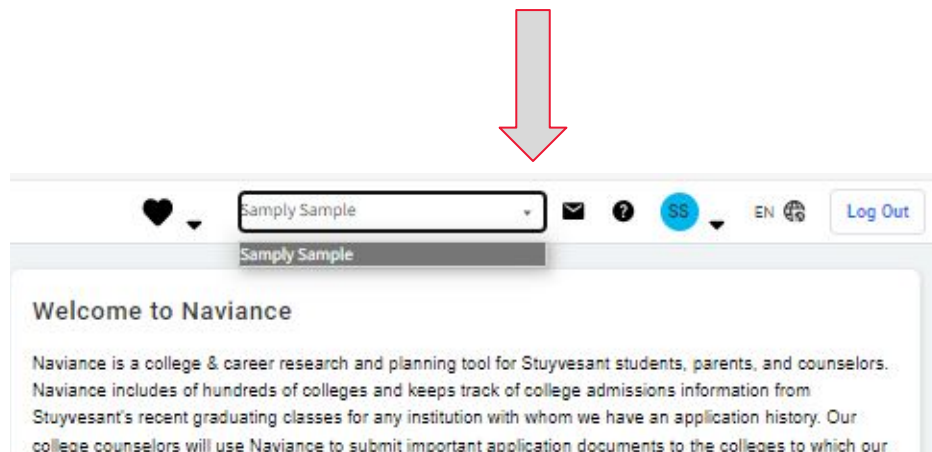 Samply Sample SS EN Log Out
Samply Sample
Welcome to Naviance
Naviance is a college & career research and planning tool for Stuyvesant students, parents, and counselors.
Naviance includes of hundreds of colleges and keeps track of college admissions information from
Stuyvesant's recent graduating classes for any institution with whom we have an application history. Our
college counselors will use Naviance to submit important application documents to the colleges to which our